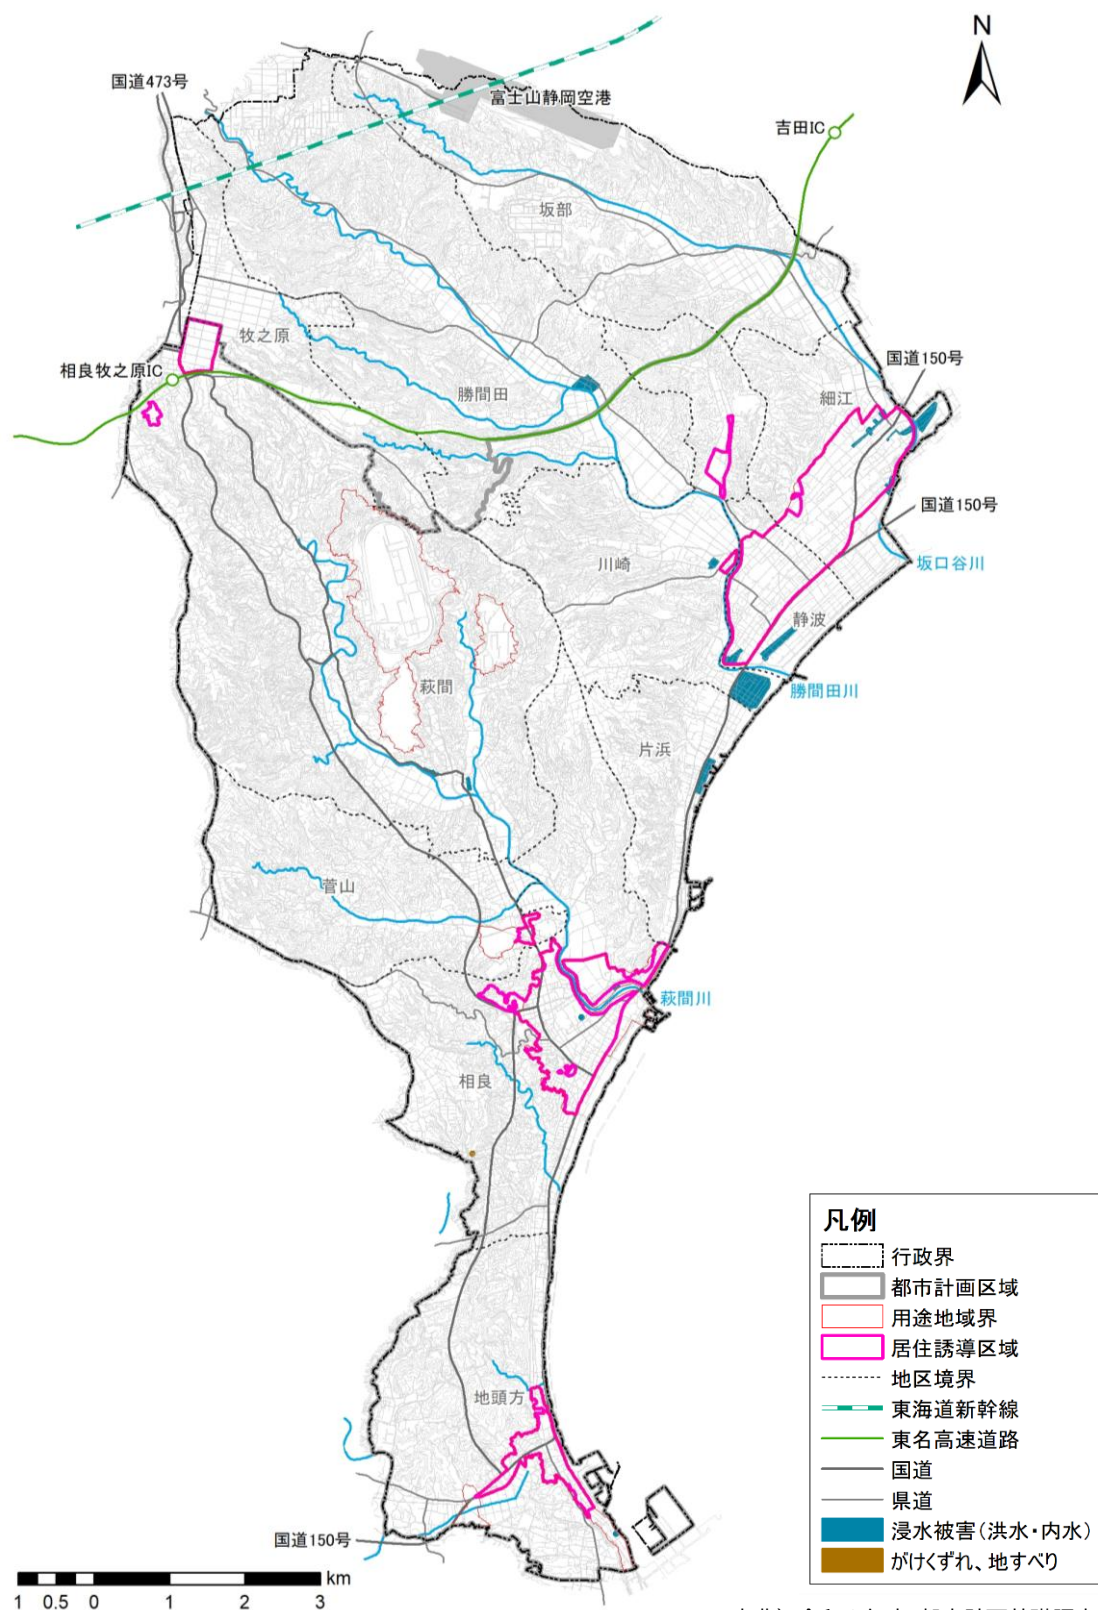 N
国道473号
富士山静岡空港
吉田IC
坂部
牧之原
国道150号
相良牧之原IC
勝間田
細江
国道150号
川崎
坂口谷川
静波
萩間
勝間田川
片浜
菅山
萩間川
相良
地頭方
国道150号
凡例
行政界
都市計画区域
用途地域界
居住誘導区域
地区境界
東海道新幹線
東名高速道路
国道
県道
浸水被害(洪水・内水)
がけくずれ、地すべり
km
1 0.5 0 1 2 3